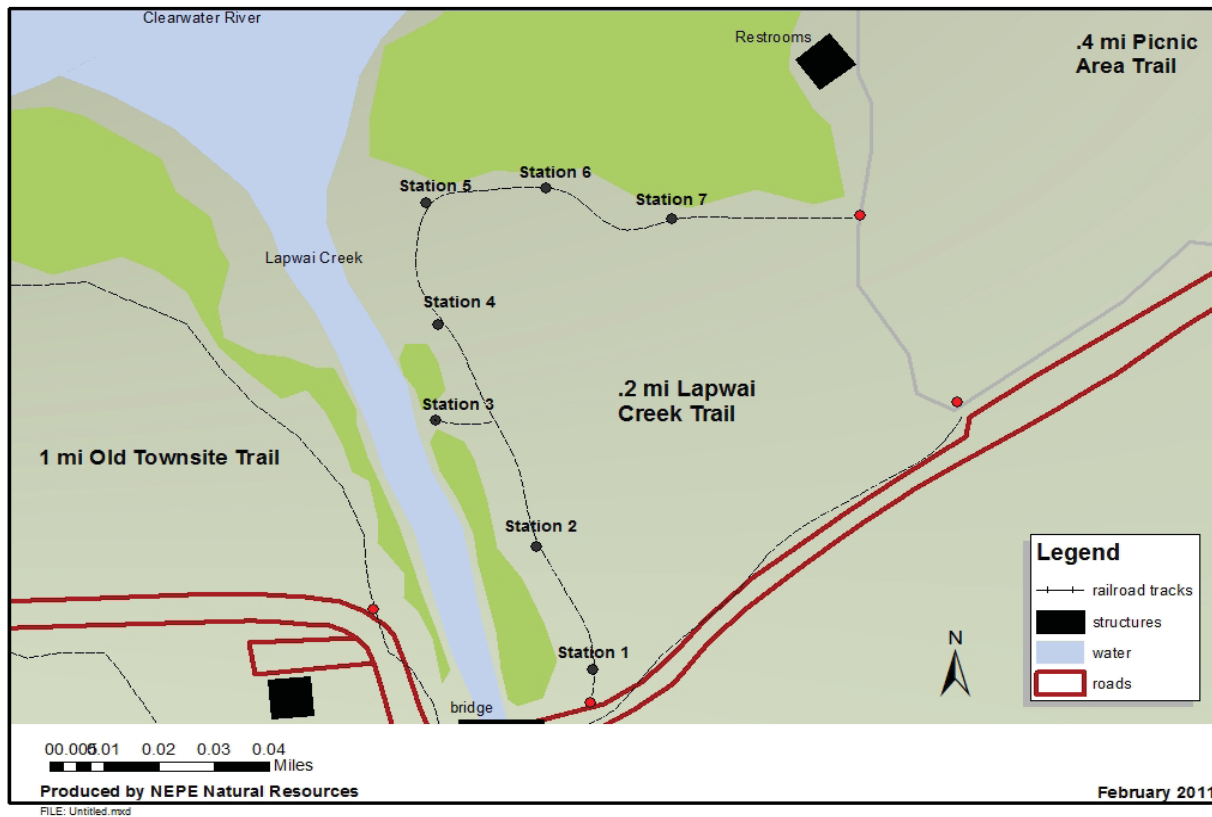 Clearwater River
Restrooms
.4 mi Picnic
Area Trail
Station 6
Station 5
Station 7
Lapwai Creek
Station 4
.2 mi Lapwai
Creek Trail
Station 3
1 mi Old Townsite Trail
Station 2
Station 1
bridge
N
Legend
railroad tracks
structures
water
roads
0.01 0.02 0.03 0.04
Miles
Produced by NEPE Natural Resources
February 2011
FILE: Untitled.mxd